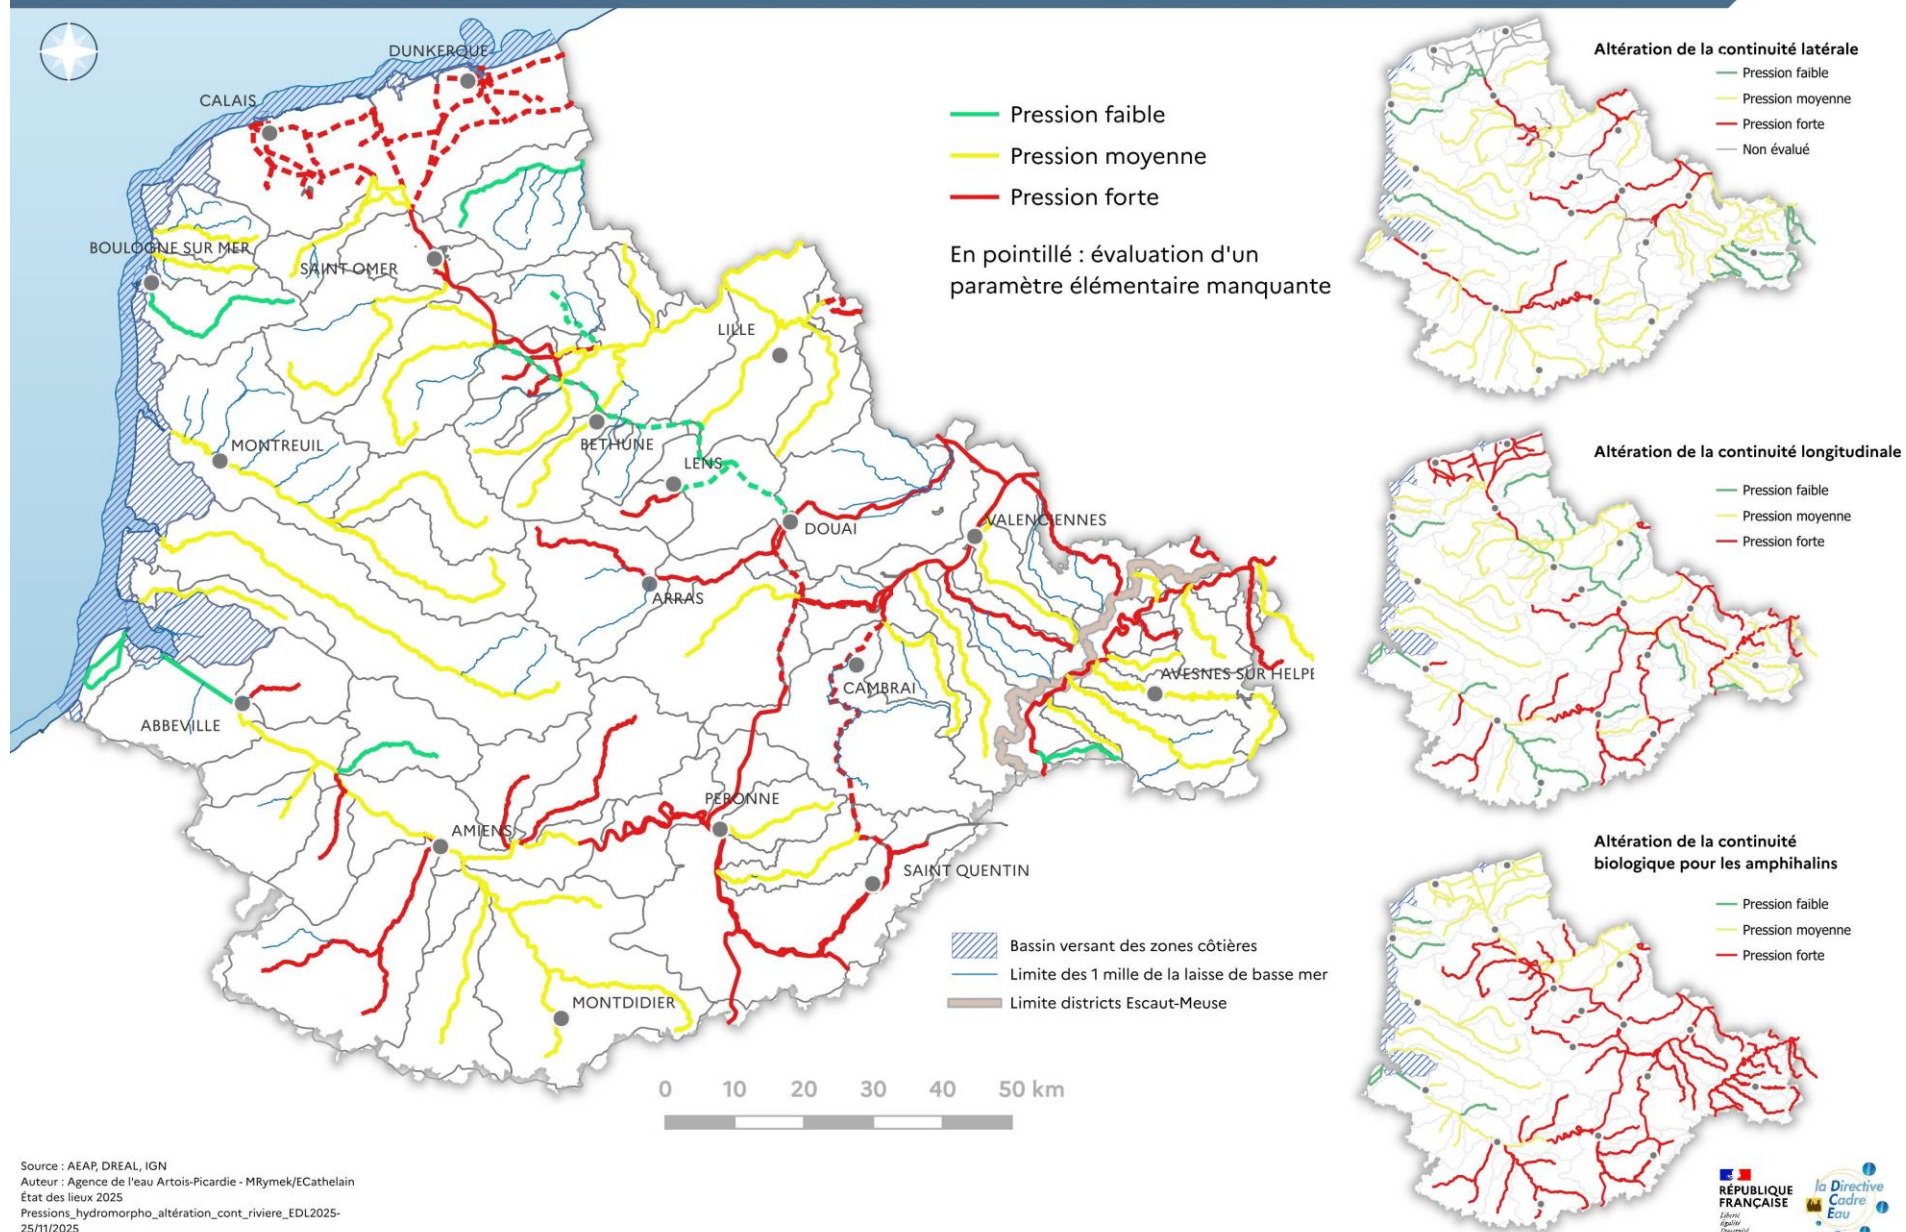 DUNKERQUE
CALAIS
BOULOGNE SUR MER
SAINT OMER
LILLE
BETHUNE
MONTREUIL
LENS
DOUAI
VALENCIENNES
ARRAS
CAMBRAI
AVESNES SUR HELPE
ABBEVILLE
PERONNE
AMIENS
SAINT QUENTIN
MONTDIDIER
Pression faible
Pression moyenne
Pression forte
En pointillé : évaluation d'un
paramètre élémentaire manquante
Bassin versant des zones côtières
Limite des 1 mille de la laisse de basse mer
Limite districts Escaut-Meuse
0 10 20 30 40 50 km
Altération de la continuité latérale
Pression faible
Pression moyenne
Pression forte
Non évalué
Altération de la continuité longitudinale
Pression faible
Pression moyenne
Pression forte
Altération de la continuité
biologique pour les amphihalins
Pression faible
Pression moyenne
Pression forte
Source : AEAP, DREAL, IGN
Auteur : Agence de l'eau Artois-Picardie - MRymek/ECathelain
État des lieux 2025
Pressions_hydromorpho_altération_cont_riviere_EDL2025-
25/11/2025
RÉPUBLIQUE
FRANÇAISE
Liberté
Égalité
Fraternité
la Directive
Cadre
Eau